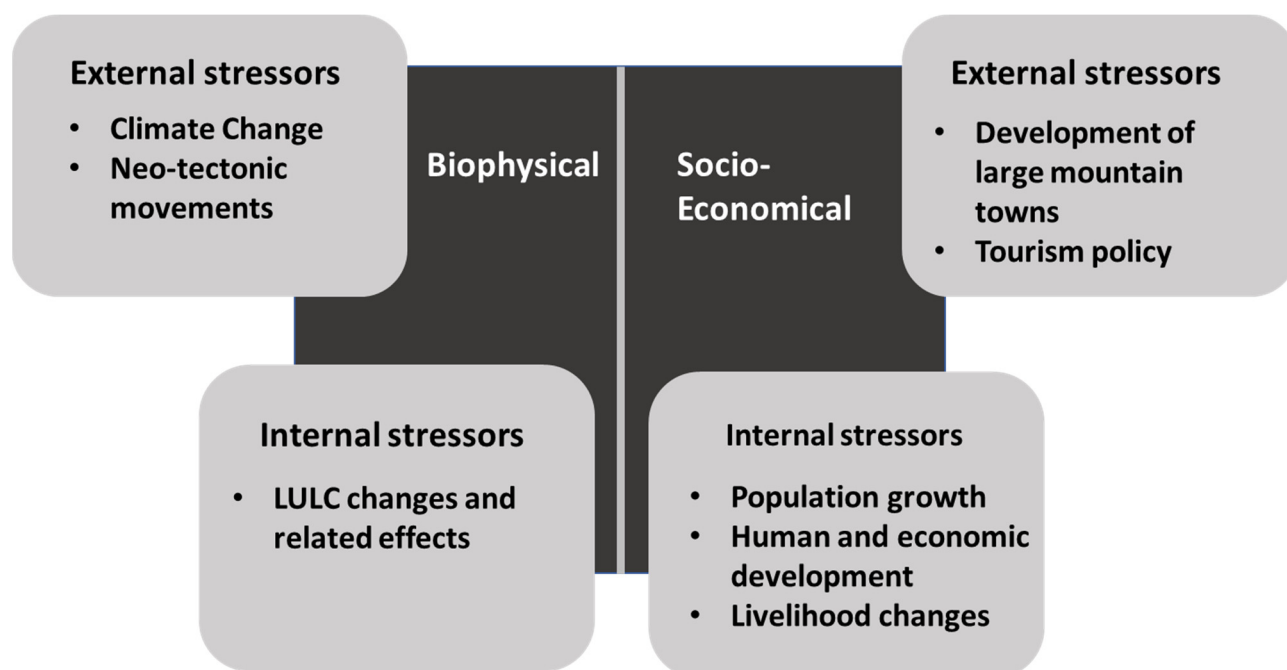 External stressors
• Climate Change
• Neo-tectonic
movements
Biophysical
Socio-
Economical
External stressors
• Development of
large mountain
towns
• Tourism policy
Internal stressors
• LULC changes and
related effects
Internal stressors
• Population growth
• Human and economic
development
• Livelihood changes